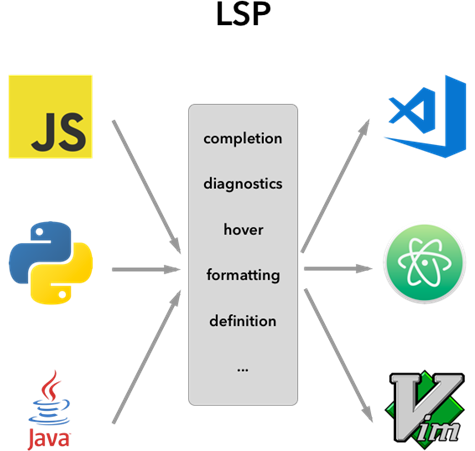 LSP
JS
completion
diagnostics
hover
formatting
definition
...
Java
Vim